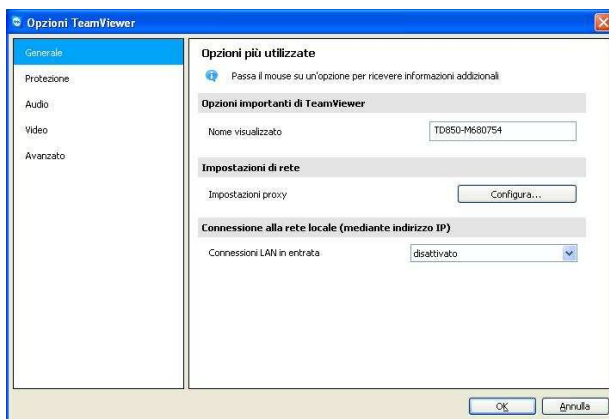 Opzioni TeamViewer
Generale
Protezione
Audio
Video
Avanzato
Opzioni più utilizzate
Passa il mouse su un'opzione per ricevere informazioni addizionali
Opzioni importanti di TeamViewer
Nome visualizzato
TD850-M680754
Impostazioni di rete
Impostazioni proxy
Configura...
Connessione alla rete locale (mediante indirizzo IP)
Connessioni LAN in entrata
disattivato
OK
Annulla